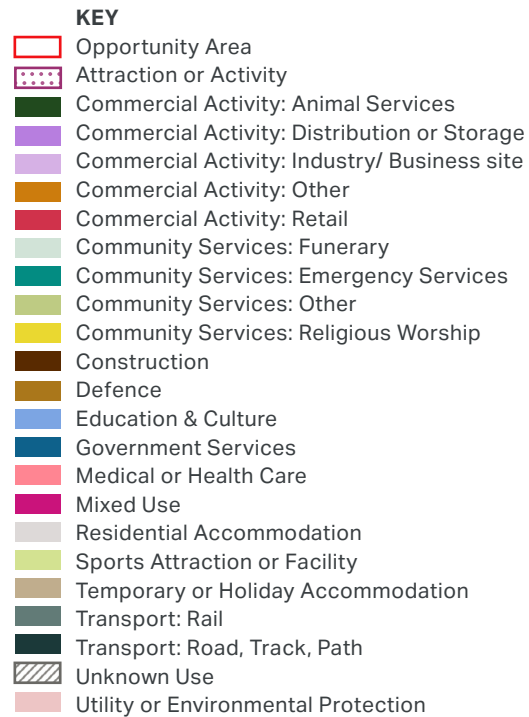 KEY
Opportunity Area
Attraction or Activity
Commercial Activity: Animal Services
Commercial Activity: Distribution or Storage
Commercial Activity: Industry/ Business site
Commercial Activity: Other
Commercial Activity: Retail
Community Services: Funerary
Community Services: Emergency Services
Community Services: Other
Community Services: Religious Worship
Construction
Defence
Education & Culture
Government Services
Medical or Health Care
Mixed Use
Residential Accommodation
Sports Attraction or Facility
Temporary or Holiday Accommodation
Transport: Rail
Transport: Road, Track, Path
Unknown Use
Utility or Environmental Protection